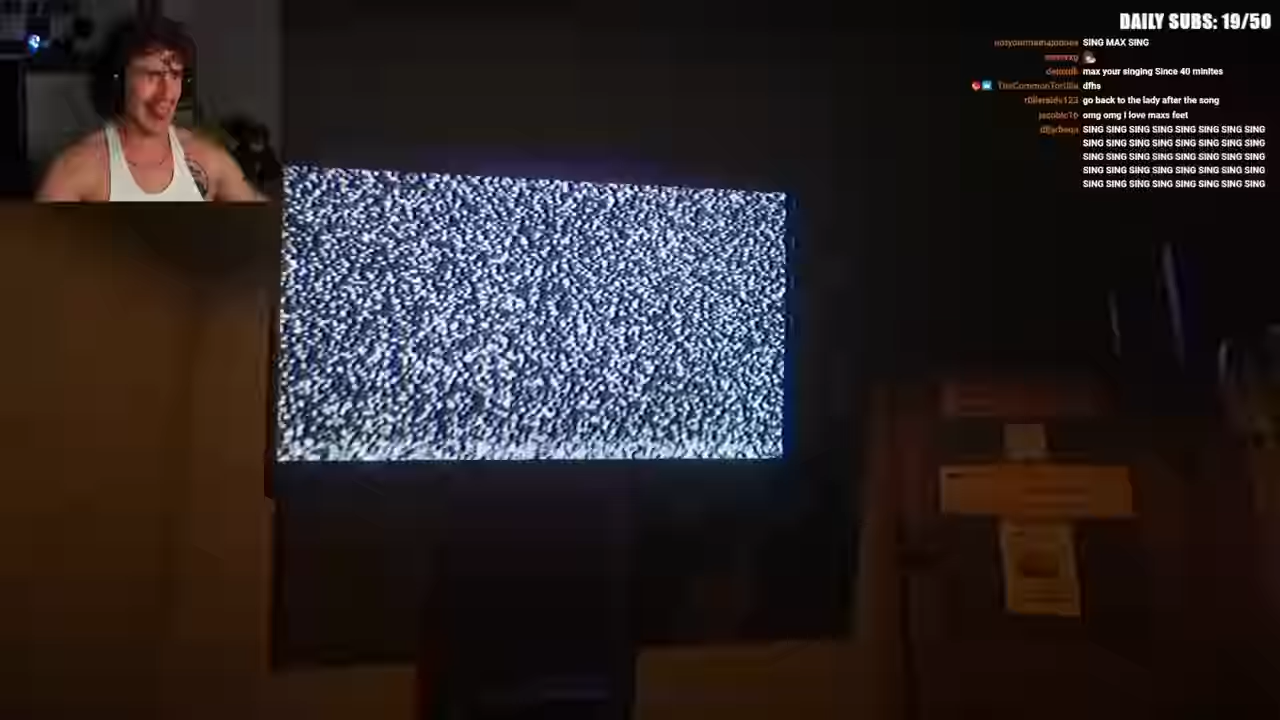 DAILY SUBS: 19/50
SING MAX SING
max your singing Since 40 minites
TheCommonTortilla dfhs
go back to the lady after the song
omg omg I love maxs feet
SING SING SING SING SING SING SING SING
SING SING SING SING SING SING SING SING
SING SING SING SING SING SING SING SING
SING SING SING SING SING SING SING SING
SING SING SING SING SING SING SING SING